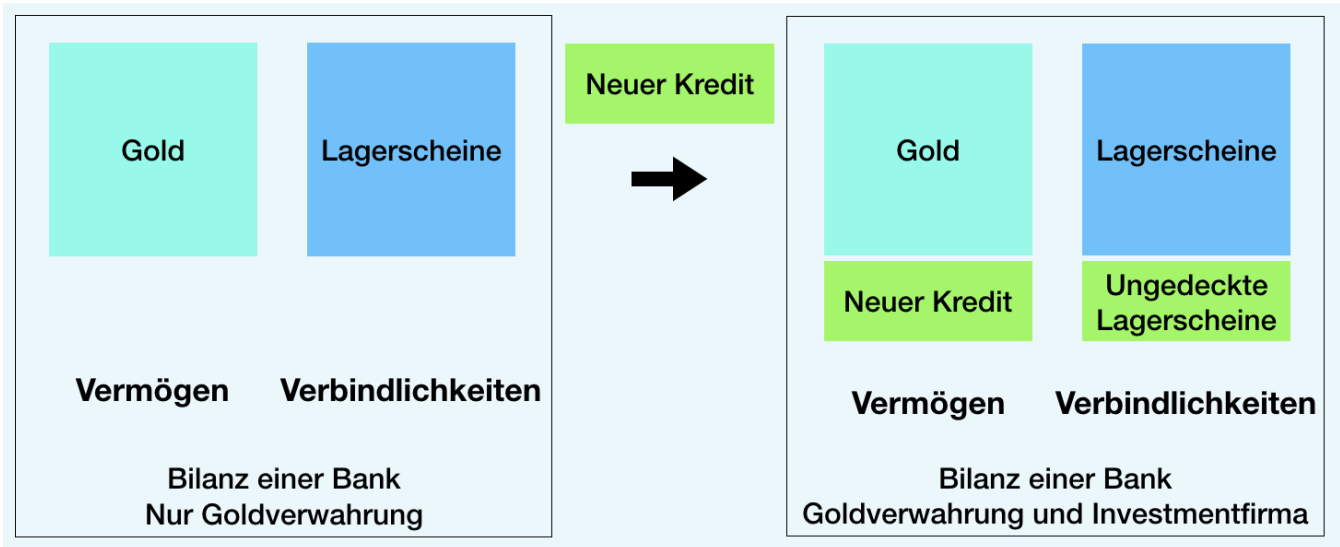 Gold
Lagerscheine
Vermögen
Verbindlichkeiten
Bilanz einer Bank
Nur Goldverwahrung
Neuer Kredit
Gold
Lagerscheine
Neuer Kredit
Ungedeckte
Lagerscheine
Vermögen
Verbindlichkeiten
Bilanz einer Bank
Goldverwahrung und Investmentfirma